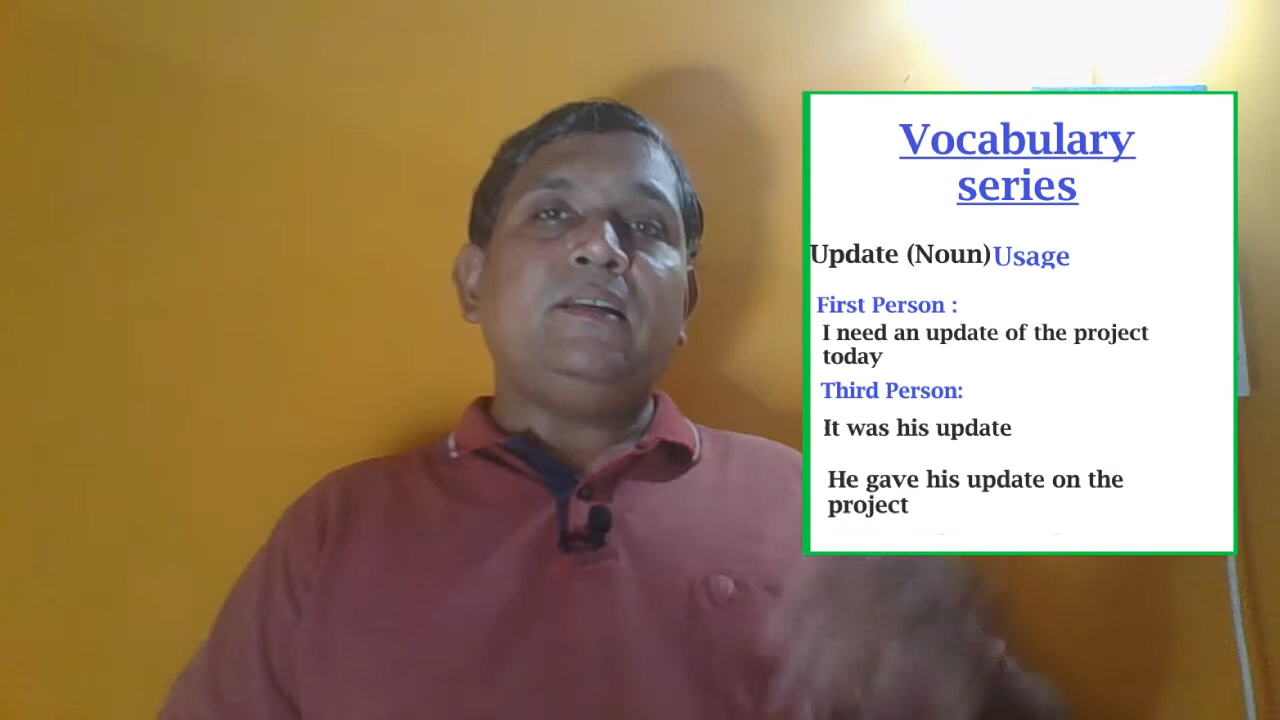 Vocabulary
series
Update (Noun) Usage
First Person :
I need an update of the project
today
Third Person:
It was his update
He gave his update on the
project